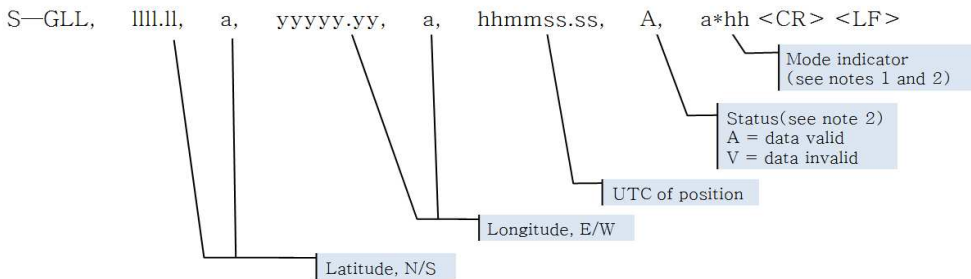 S—GLL, llll.ll, a, yyyyy.yy, a, hhmmss.ss, A, a*hh <CR> <LF>
Mode indicator
(see notes 1 and 2)
Status(see note 2)
A = data valid
V = data invalid
UTC of position
Longitude, E/W
Latitude, N/S